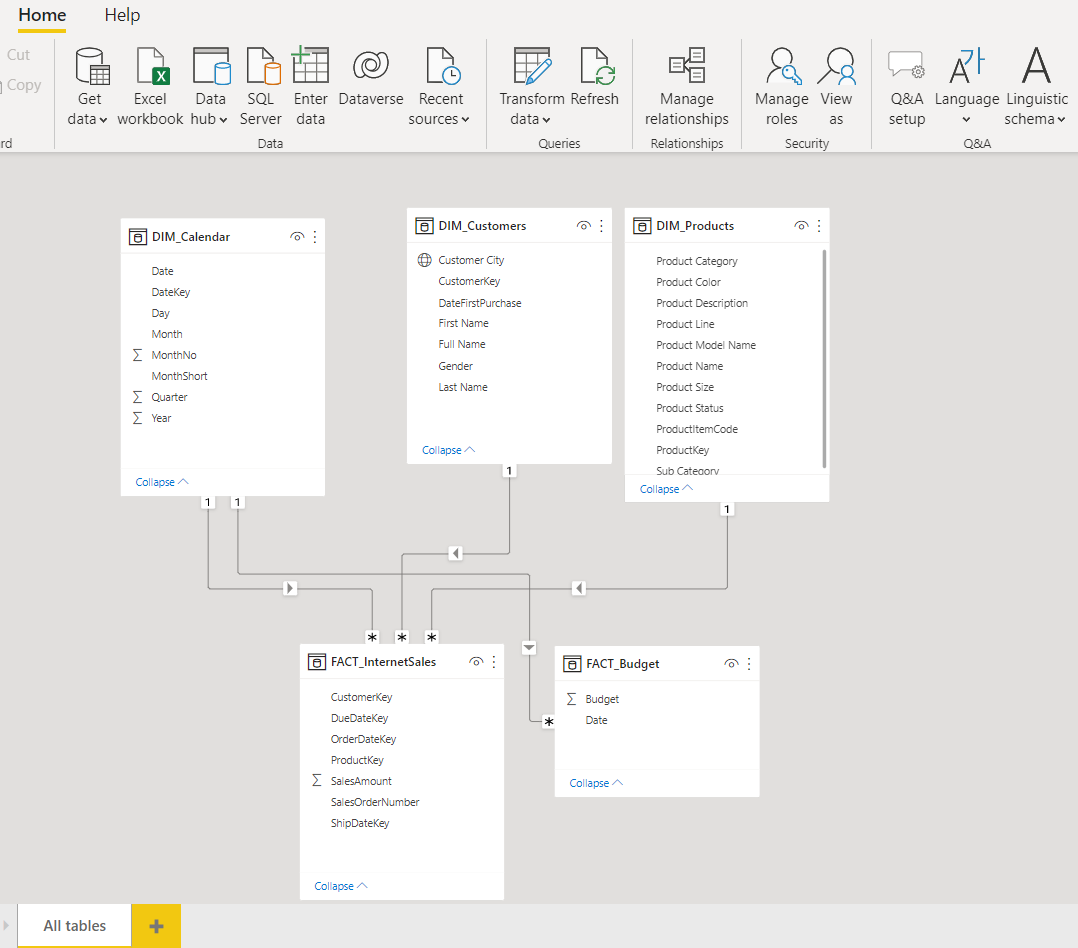 Home Help
Cut
Copy
rd
Get data
Excel workbook
Data hub
SQL Server
Enter data
Dataverse
Recent sources
Data
Transform data
Refresh
Queries
Manage relationships
Relationships
Manage roles
View as
Security
Q&A setup
Language
Linguistic schema
Q&A
DIM_Calendar
Date
DateKey
Day
Month
Σ MonthNo
MonthShort
Σ Quarter
Σ Year
Collapse
DIM_Customers
Customer City
CustomerKey
DateFirstPurchase
First Name
Full Name
Gender
Last Name
Collapse
DIM_Products
Product Category
Product Color
Product Description
Product Line
Product Model Name
Product Name
Product Size
Product Status
ProductItemCode
ProductKey
Sub Category
Collapse
1 1 1 1
* * *
FACT_InternetSales
CustomerKey
DueDateKey
OrderDateKey
ProductKey
Σ SalesAmount
SalesOrderNumber
ShipDateKey
Collapse
*
FACT_Budget
Σ Budget
Date
Collapse
All tables +